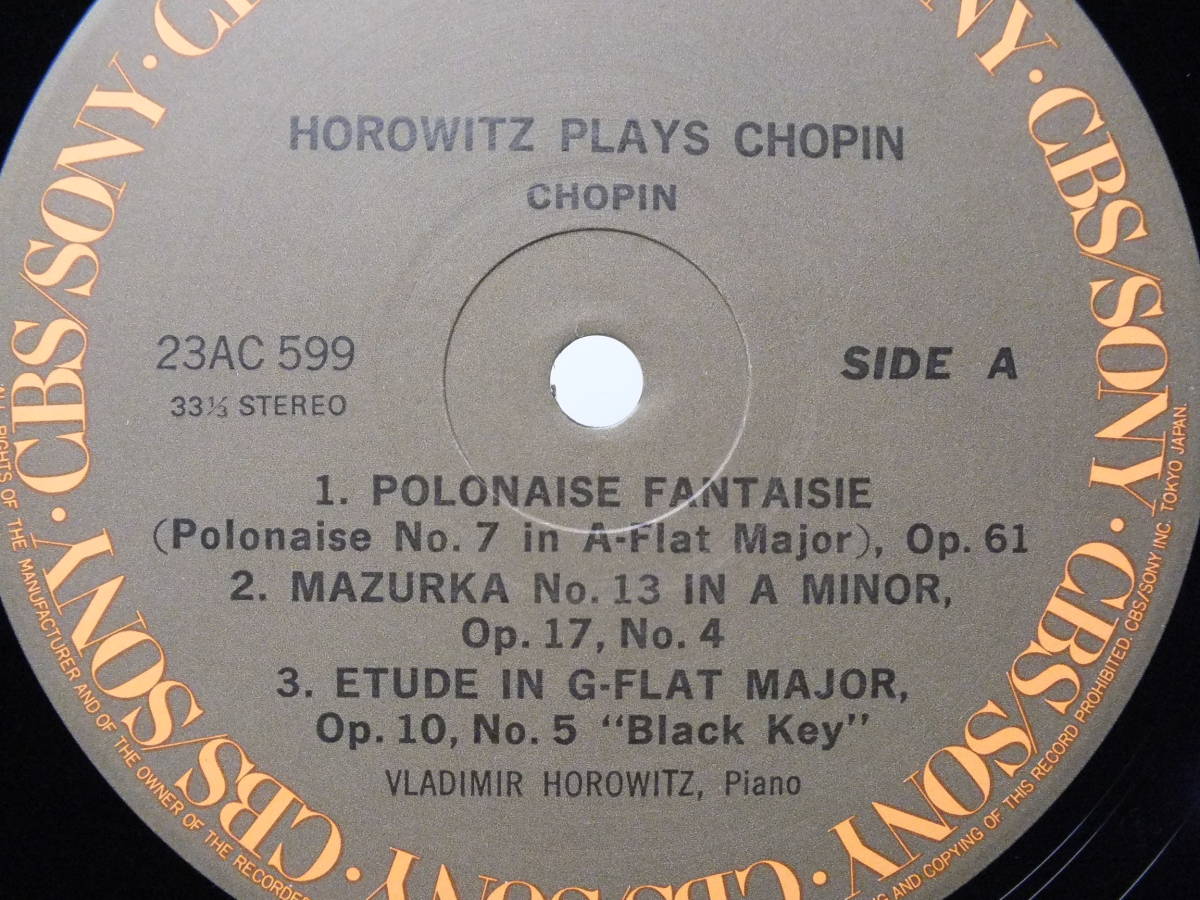 HOROWITZ PLAYS CHOPIN
CHOPIN
23AC 599
33⅓ STEREO
SIDE A
1. POLONAISE FANTAISIE
(Polonaise No. 7 in A-Flat Major), Op. 61
2. MAZURKA No. 13 IN A MINOR,
Op. 17, No. 4
3. ETUDE IN G-FLAT MAJOR,
Op. 10, No. 5 “Black Key”
VLADIMIR HOROWITZ, Piano
CBS/SONY · CBS/SONY · CBS/SONY · CBS/SONY · CBS/SONY · CBS/SONY · CBS/SONY
RIGHTS OF THE MANUFACTURER AND OF THE OWNER OF THE RECORDED
AND COPYING OF THIS RECORD PROHIBITED. CBS/SONY INC. TOKYO JAPAN.